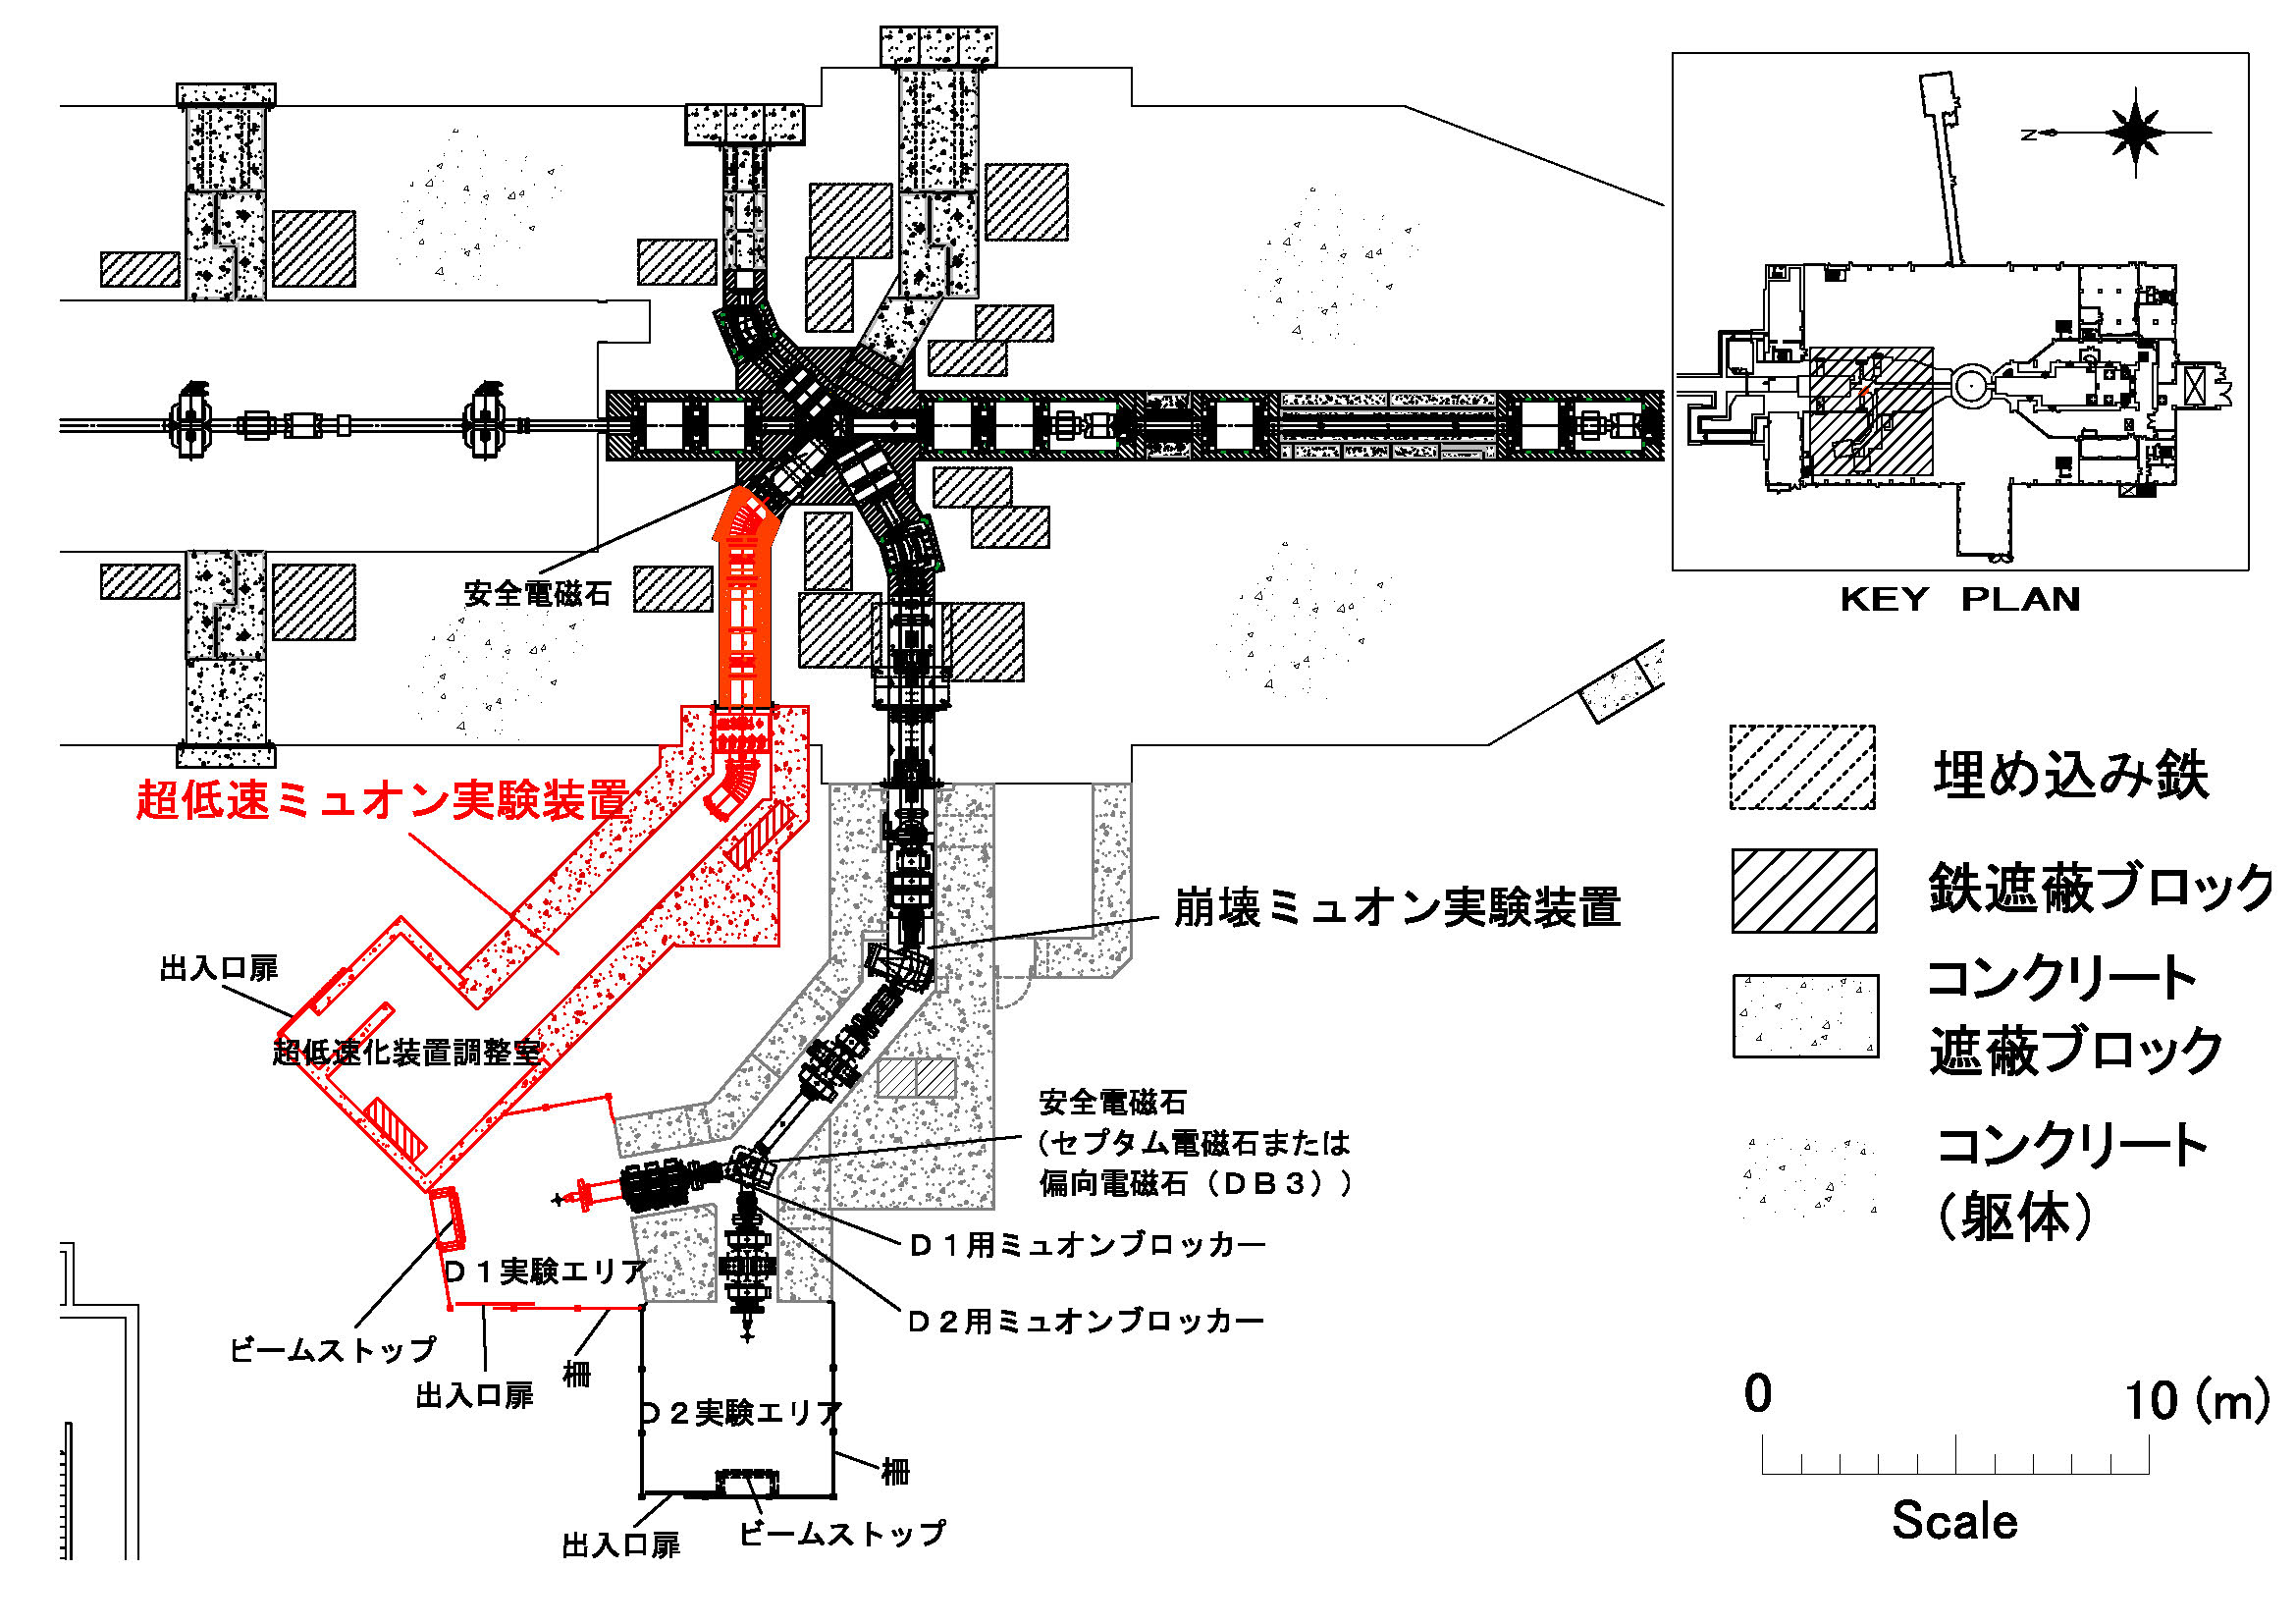 N
KEY PLAN
安全電磁石
超低速ミュオン実験装置
埋め込み鉄
鉄遮蔽ブロック
コンクリート
遮蔽ブロック
コンクリート
（躯体）
崩壊ミュオン実験装置
出入口扉
超低速化装置調整室
安全電磁石
（セプタム電磁石または
偏向電磁石（ＤＢ３））
Ｄ１用ミュオンブロッカー
Ｄ２用ミュオンブロッカー
Ｄ１実験エリア
ビームストップ
出入口扉
柵
Ｄ２実験エリア
柵
出入口扉
ビームストップ
0 10 (m)
Scale